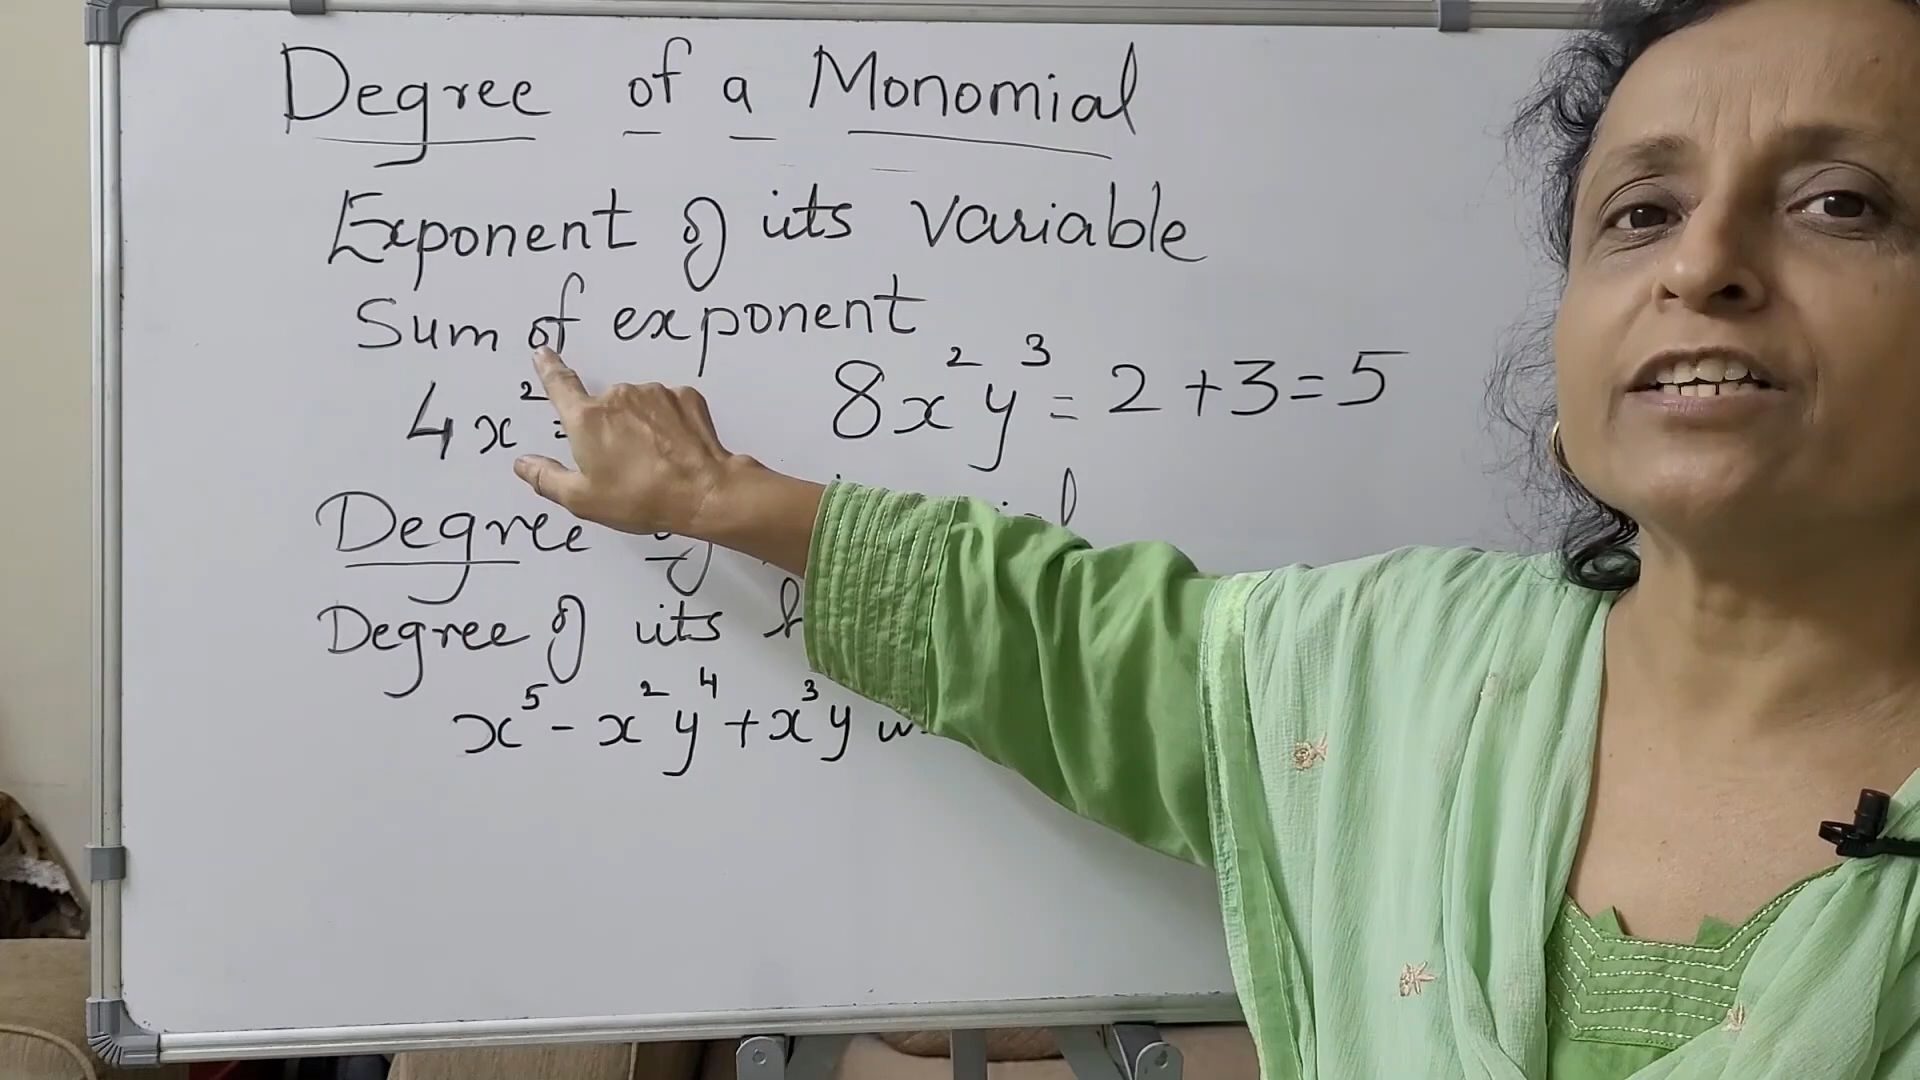 Degree of a Monomial
Exponent of its variable
Sum of exponent
4x² =
8x²y³ = 2+3=5
Degree of
Degree of its
x⁵ - x²y⁴ + x³y